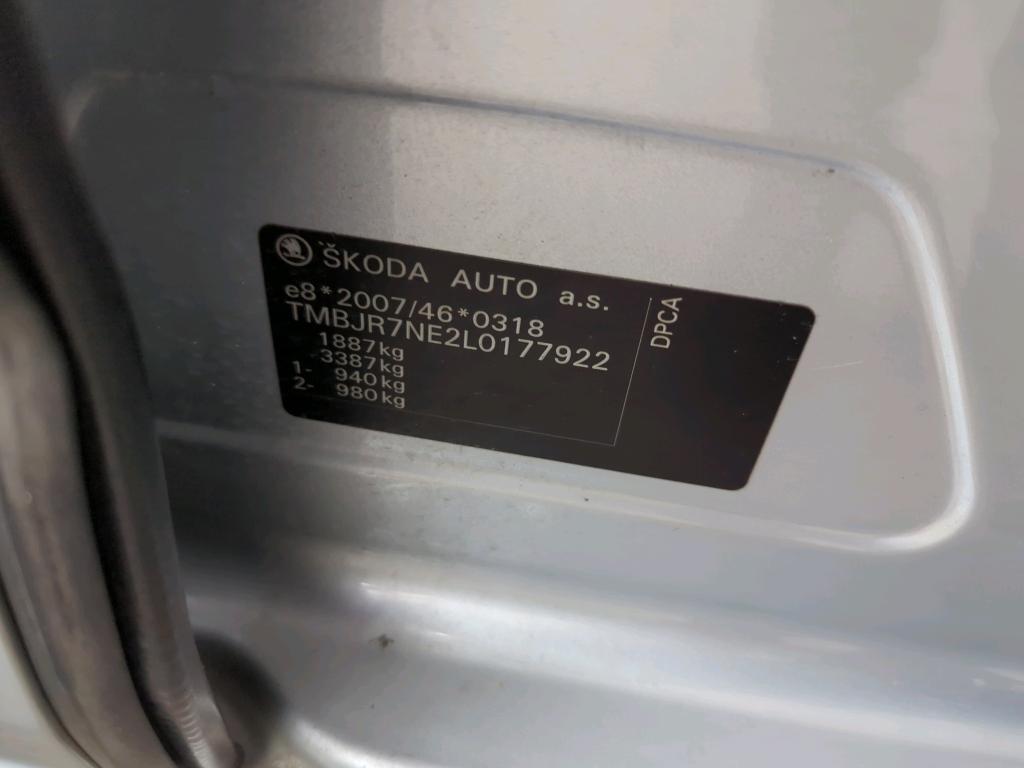 ŠKODA AUTO a.s.
e8*2007/46*0318
TMBJR7NE2L0177922
1887kg
3387kg
1- 940kg
2- 980kg
DPCA